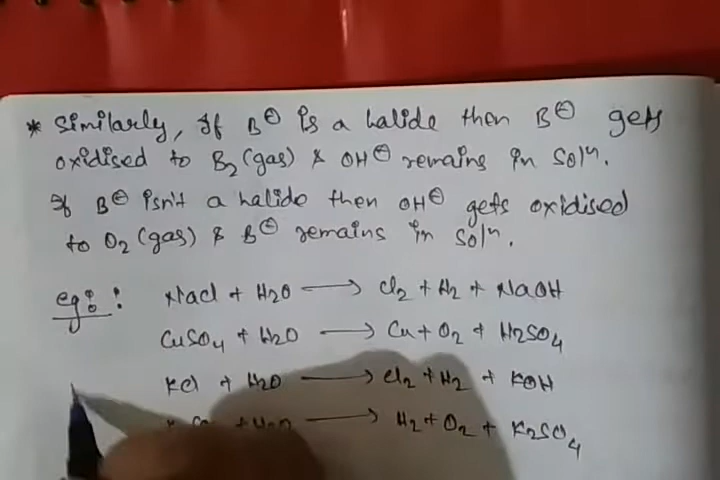 * Similarly, If B⊖ is a halide then B⊖ gets
oxidised to B₂ (gas) & OH⊖ remains in solⁿ.
If B⊖ isn't a halide then OH⊖ gets oxidised
to O₂ (gas) & B⊖ remains in solⁿ.
eg:: NaCl + H₂O → Cl₂ + H₂ + NaOH
CuSO₄ + H₂O → Cu + O₂ + H₂SO₄
KCl + H₂O → Cl₂ + H₂ + KOH
→ H₂ + O₂ + K₂SO₄